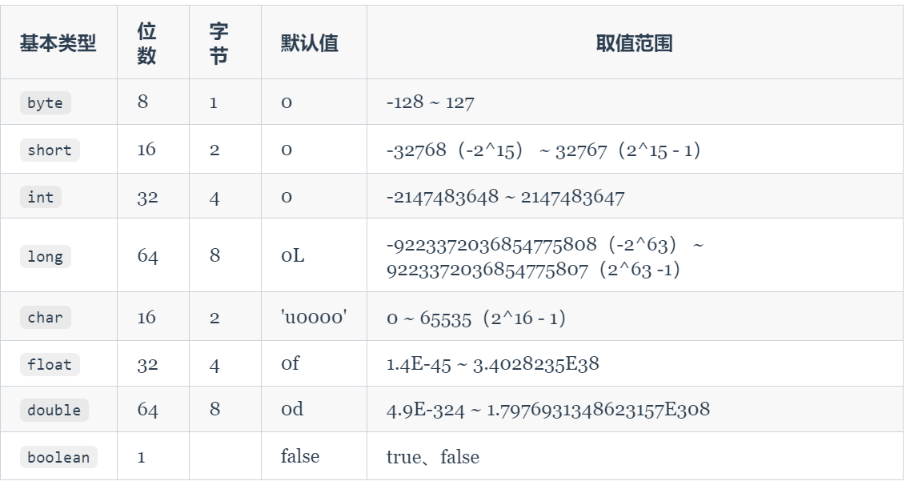 基本类型 位数 字节 默认值 取值范围
byte 8 1 0 -128 ~ 127
short 16 2 0 -32768（-2^15） ~ 32767（2^15 - 1）
int 32 4 0 -2147483648 ~ 2147483647
long 64 8 0L -9223372036854775808（-2^63） ~
9223372036854775807（2^63 -1）
char 16 2 'u0000' 0 ~ 65535（2^16 - 1）
float 32 4 0f 1.4E-45 ~ 3.4028235E38
double 64 8 0d 4.9E-324 ~ 1.7976931348623157E308
boolean 1 false true、false